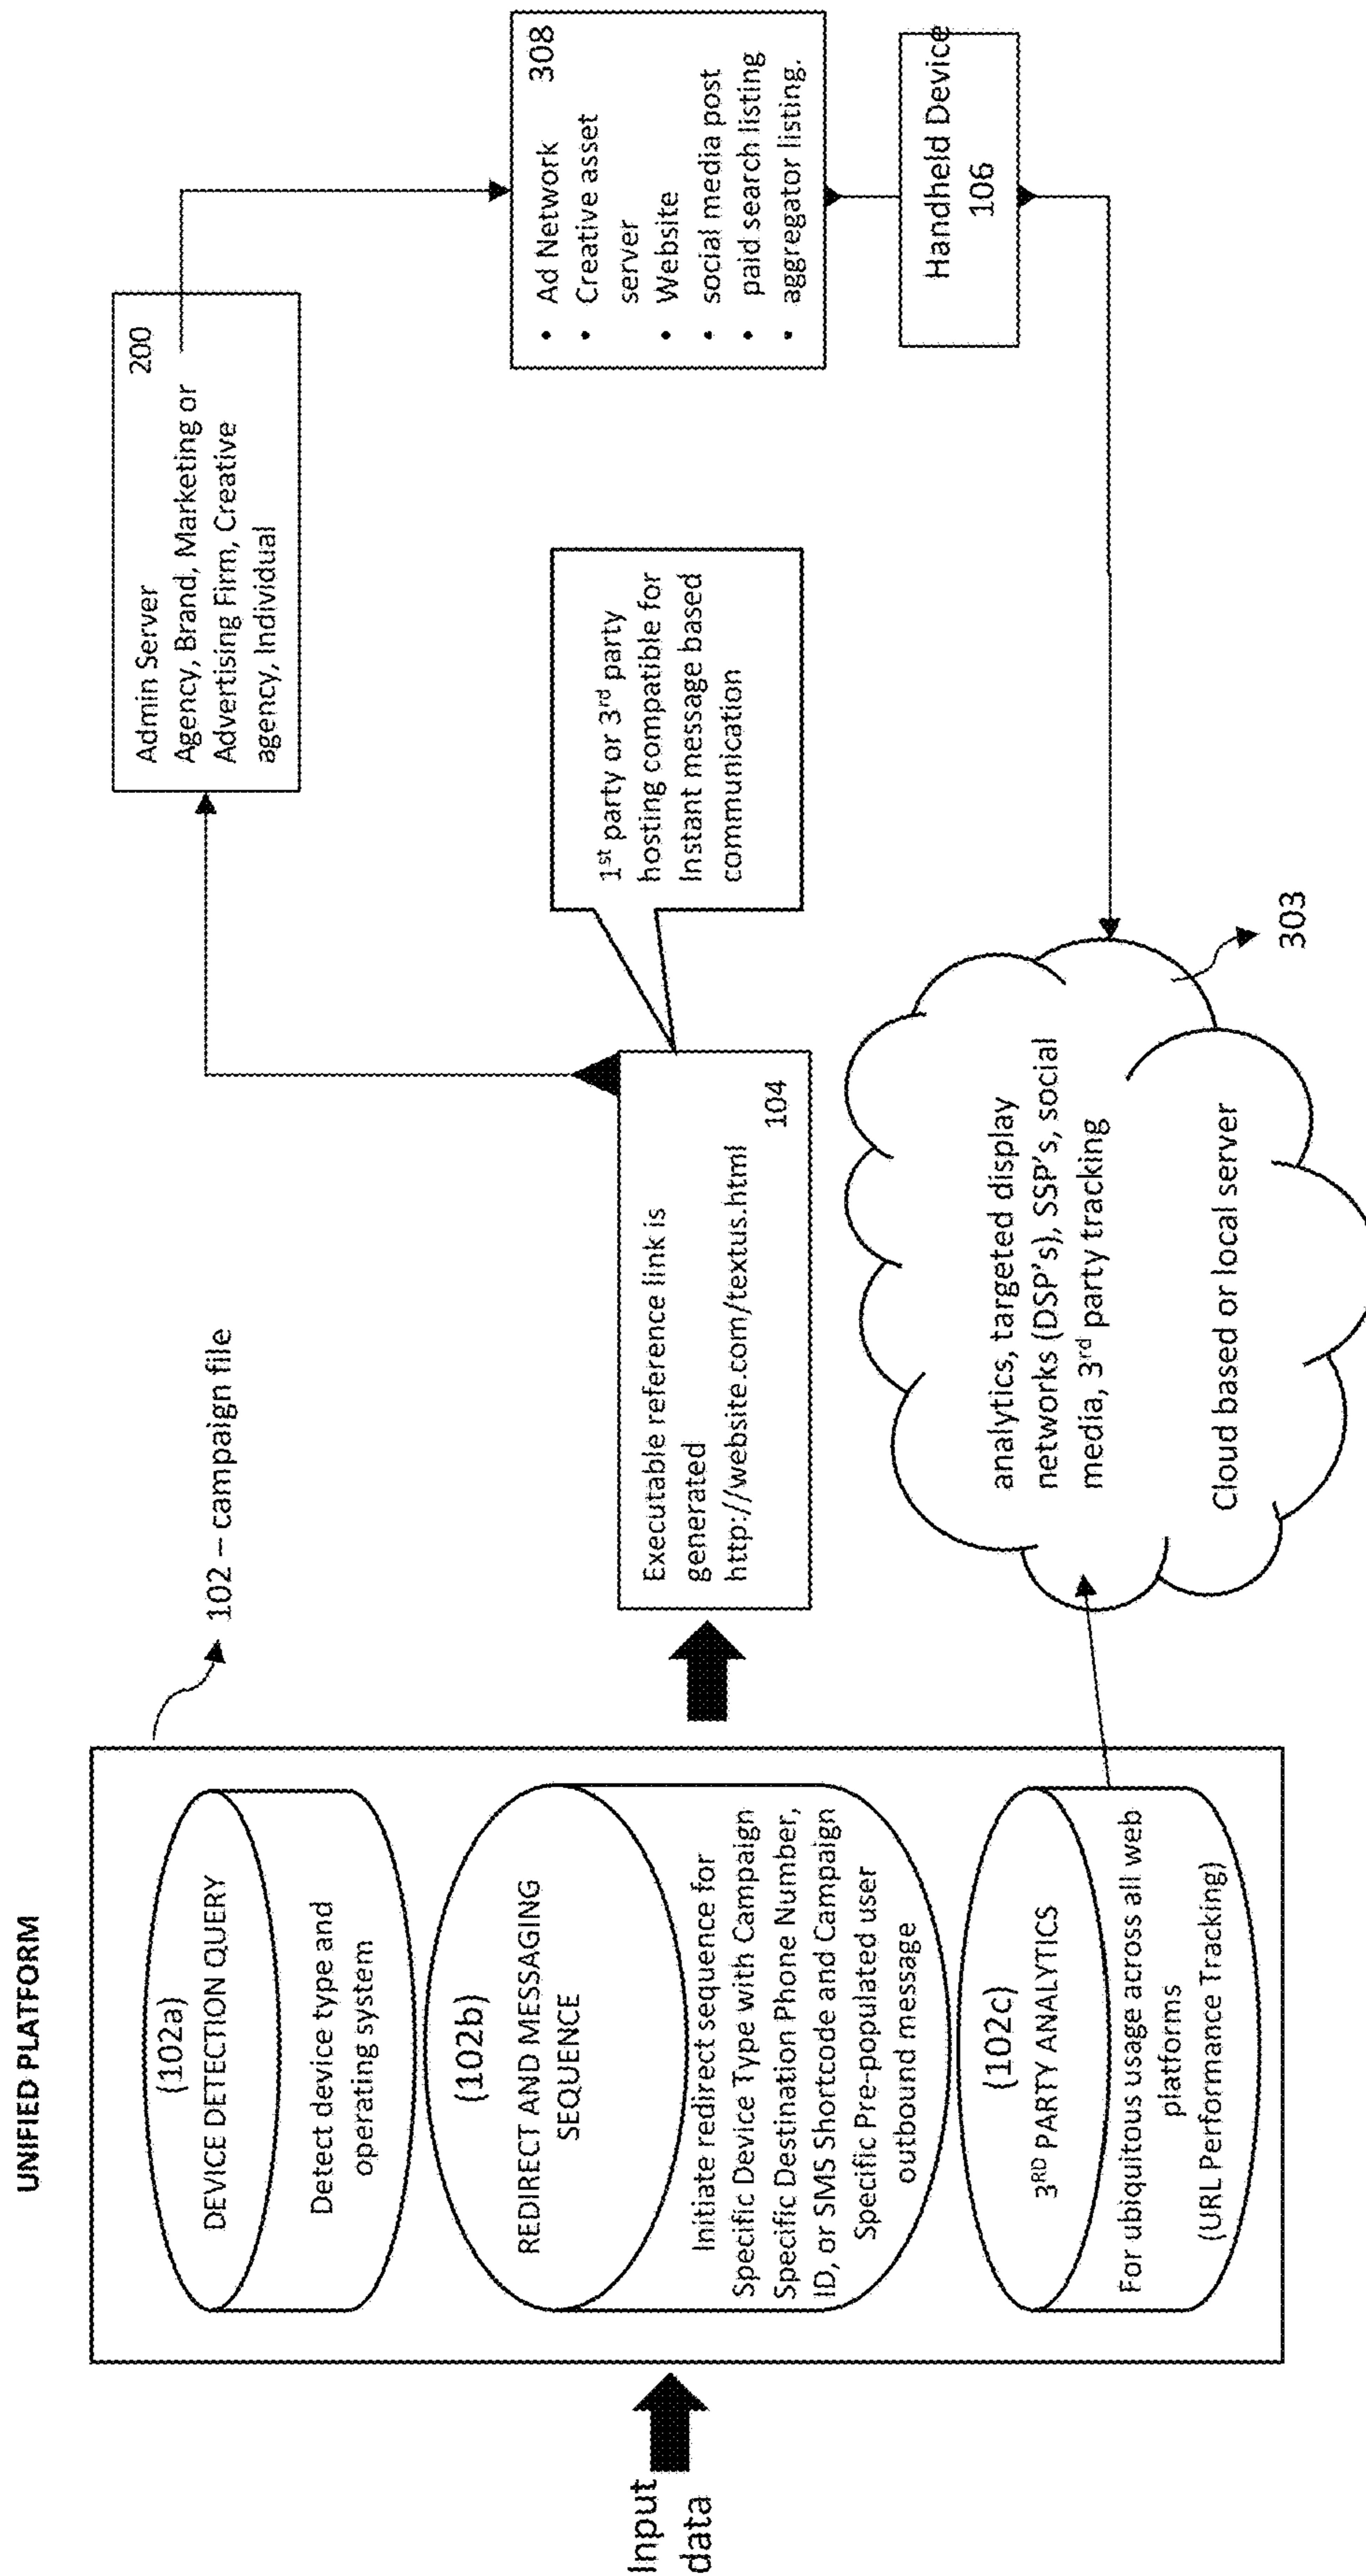 UNIFIED PLATFORM
Input
data
(102a)
DEVICE DETECTION QUERY
Detect device type and
operating system
(102b)
REDIRECT AND MESSAGING
SEQUENCE
Initiate redirect sequence for
Specific Device Type with Campaign
Specific Destination Phone Number,
ID, or SMS Shortcode and Campaign
Specific Pre-populated user
outbound message
(102c)
3RD PARTY ANALYTICS
For ubiquitous usage across all web
platforms
(URL Performance Tracking)
102 – campaign file
Executable reference link is
generated
http://website.com/textus.html
104
1st party or 3rd party
hosting compatible for
Instant message based
communication
Admin Server
200
Agency, Brand, Marketing or
Advertising Firm, Creative
agency, Individual
308
• Ad Network
• Creative asset
server
• Website
• social media post
• paid search listing
• aggregator listing.
Handheld Device
106
analytics, targeted display
networks (DSP's), SSP's, social
media, 3rd party tracking
Cloud based or local server
303